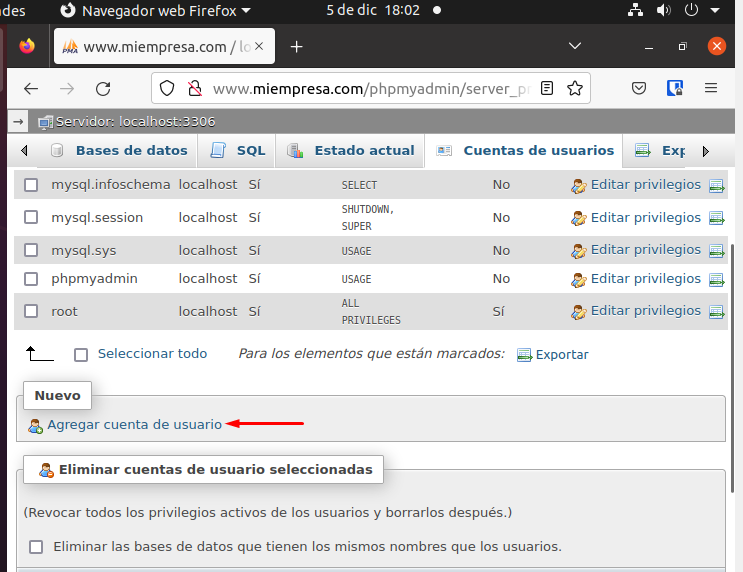 des
Navegador web Firefox
5 de dic 18:02
www.miempresa.com / lo
www.miempresa.com/phpmyadmin/server_pr
Servidor: localhost:3306
Bases de datos
SQL
Estado actual
Cuentas de usuarios
Exp
mysql.infoschema localhost Sí SELECT No Editar privilegios
mysql.session localhost Sí SHUTDOWN, SUPER No Editar privilegios
mysql.sys localhost Sí USAGE No Editar privilegios
phpmyadmin localhost Sí USAGE No Editar privilegios
root localhost Sí ALL PRIVILEGES Sí Editar privilegios
Seleccionar todo Para los elementos que están marcados: Exportar
Nuevo
Agregar cuenta de usuario
Eliminar cuentas de usuario seleccionadas
(Revocar todos los privilegios activos de los usuarios y borrarlos después.)
Eliminar las bases de datos que tienen los mismos nombres que los usuarios.